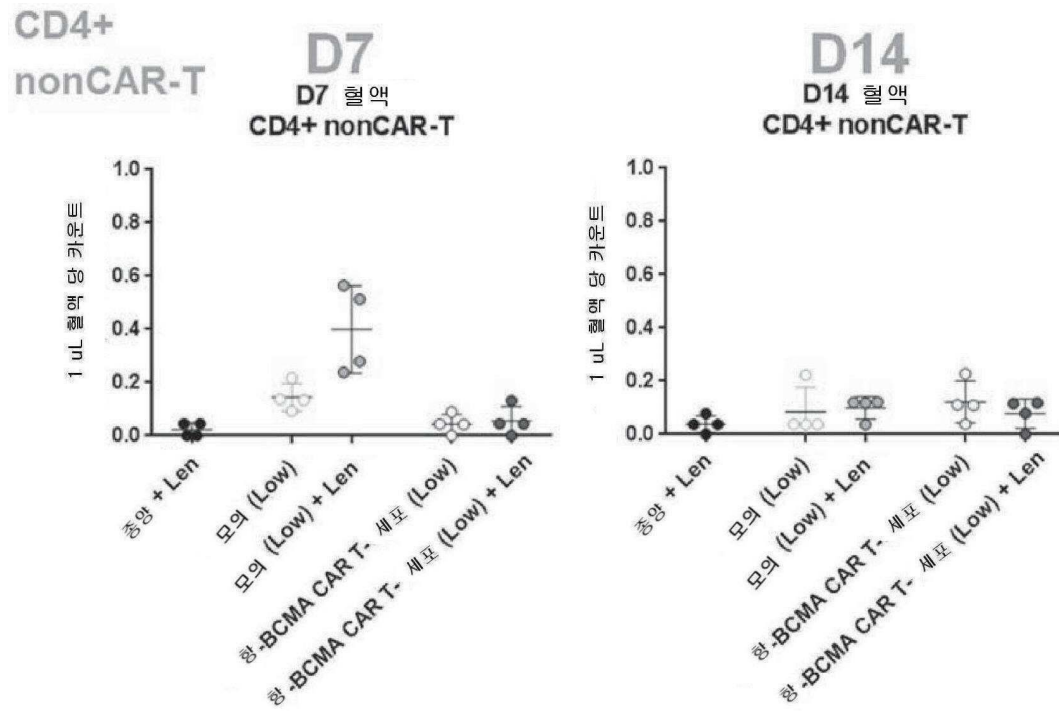 CD4+
nonCAR-T
D7
D7 혈액
CD4+ nonCAR-T
1 uL 혈액 당 카운트
1.0
0.8
0.6
0.4
0.2
0.0
종양 + Len
모의 (Low)
모의 (Low) + Len
항-BCMA CAR T- 세포 (Low)
항-BCMA CAR T- 세포 (Low) + Len
D14
D14 혈액
CD4+ nonCAR-T
1 uL 혈액 당 카운트
1.0
0.8
0.6
0.4
0.2
0.0
종양 + Len
모의 (Low)
모의 (Low) + Len
항-BCMA CAR T- 세포 (Low)
항-BCMA CAR T- 세포 (Low) + Len